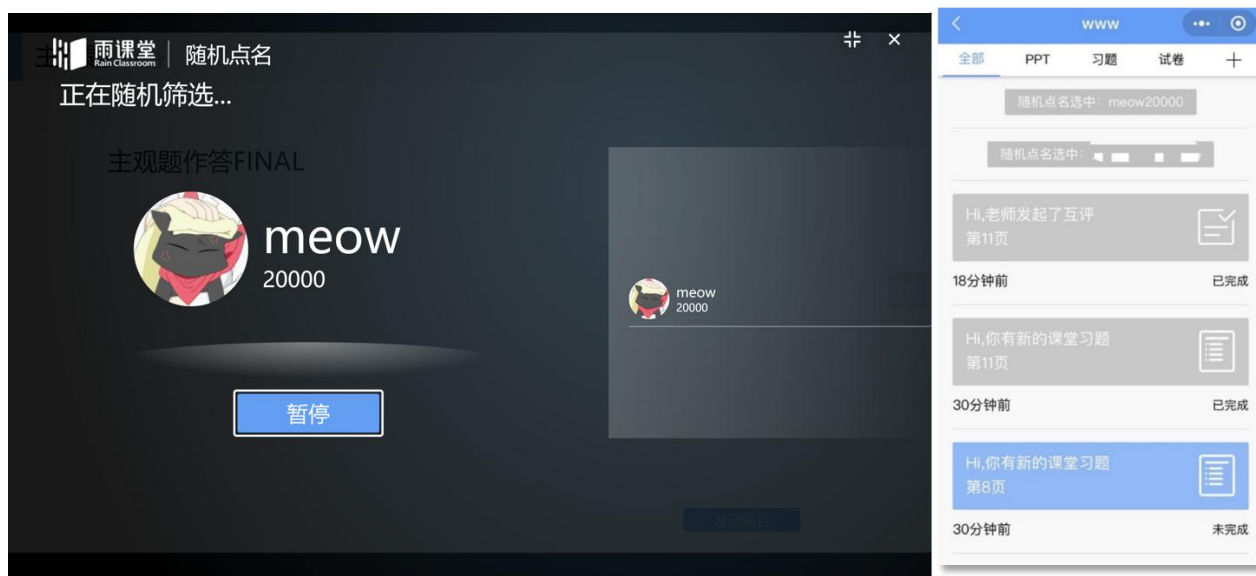 雨课堂
Rain Classroom
随机点名
正在随机筛选...
主观题作答FINAL
meow
20000
暂停
meow
20000
发送题目
www
全部 PPT 习题 试卷
随机点名选中：meow20000
随机点名选中：
Hi,老师发起了互评
第11页
18分钟前 已完成
Hi,你有新的课堂习题
第11页
30分钟前 已完成
Hi,你有新的课堂习题
第8页
30分钟前 未完成